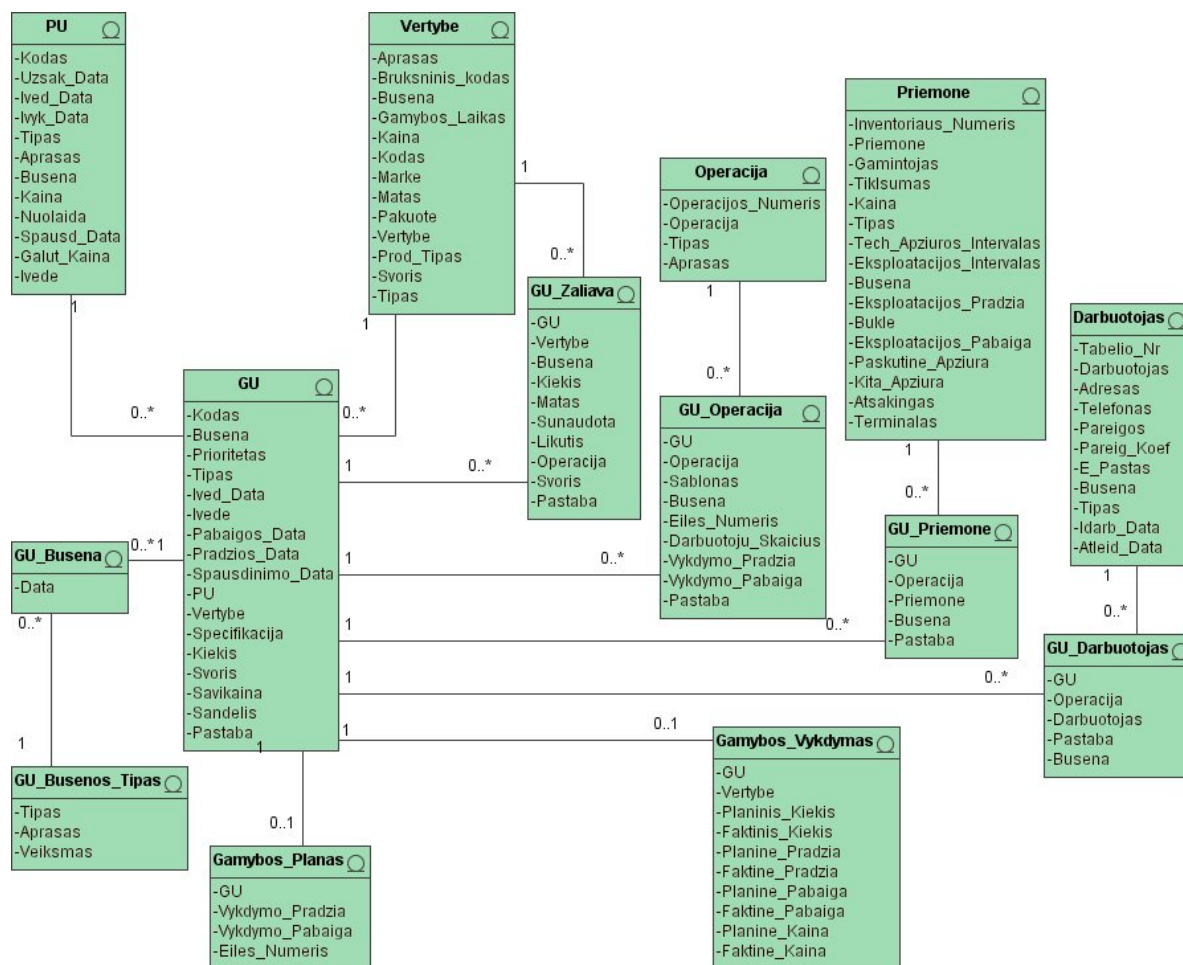 PU
-Kodas
-Uzsak_Data
-Ived_Data
-Ivyk_Data
-Tipas
-Aprasas
-Busena
-Kaina
-Nuolaida
-Spausd_Data
-Galut_Kaina
-Ivede
1
0..*
Vertybe
-Aprasas
-Bruksninis_kodas
-Busena
-Gamybos_Laikas
-Kaina
-Kodas
-Marke
-Matas
-Pakuote
-Vertybe
-Prod_Tipas
-Svoris
-Tipas
1
0..*
1
0..*
GU_Zaliava
-GU
-Vertybe
-Busena
-Kiekis
-Matas
-Sunaudota
-Likutis
-Operacija
-Svoris
-Pastaba
Operacija
-Operacijos_Numeris
-Operacija
-Tipas
-Aprasas
1
0..*
GU_Operacija
-GU
-Operacija
-Sablonas
-Busena
-Eiles_Numeris
-Darbuotoju_Skaicius
-Vykdymo_Pradzia
-Vykdymo_Pabaiga
-Pastaba
Priemone
-Inventoriaus_Numeris
-Priemone
-Gamintojas
-Tikslumas
-Kaina
-Tipas
-Tech_Apziuros_Intervalas
-Eksploatacijos_Intervalas
-Busena
-Eksploatacijos_Pradzia
-Bukle
-Eksploatacijos_Pabaiga
-Paskutine_Apziura
-Kita_Apziura
-Atsakingas
-Terminalas
1
0..*
GU_Priemone
-GU
-Operacija
-Priemone
-Busena
-Pastaba
Darbuotojas
-Tabelio_Nr
-Darbuotojas
-Adresas
-Telefonas
-Pareigos
-Pareig_Koef
-E_Pastas
-Busena
-Tipas
-Idarb_Data
-Atleid_Data
1
0..*
GU_Darbuotojas
-GU
-Operacija
-Darbuotojas
-Pastaba
-Busena
GU
-Kodas
-Busena
-Prioritetas
-Tipas
-Ived_Data
-Ivede
-Pabaigos_Data
-Pradzios_Data
-Spausdinimo_Data
-PU
-Vertybe
-Specifikacija
-Kiekis
-Svoris
-Savikaina
-Sandelis
-Pastaba
1
0..*
1
0..*
1
0..*
1
0..*
1
0..1
1
0..1
0..* 1
GU_Busena
-Data
0..*
1
GU_Busenos_Tipas
-Tipas
-Aprasas
-Veiksmas
Gamybos_Planas
-GU
-Vykdymo_Pradzia
-Vykdymo_Pabaiga
-Eiles_Numeris
Gamybos_Vykdymas
-GU
-Vertybe
-Planinis_Kiekis
-Faktinis_Kiekis
-Planine_Pradzia
-Faktine_Pradzia
-Planine_Pabaiga
-Faktine_Pabaiga
-Planine_Kaina
-Faktine_Kaina